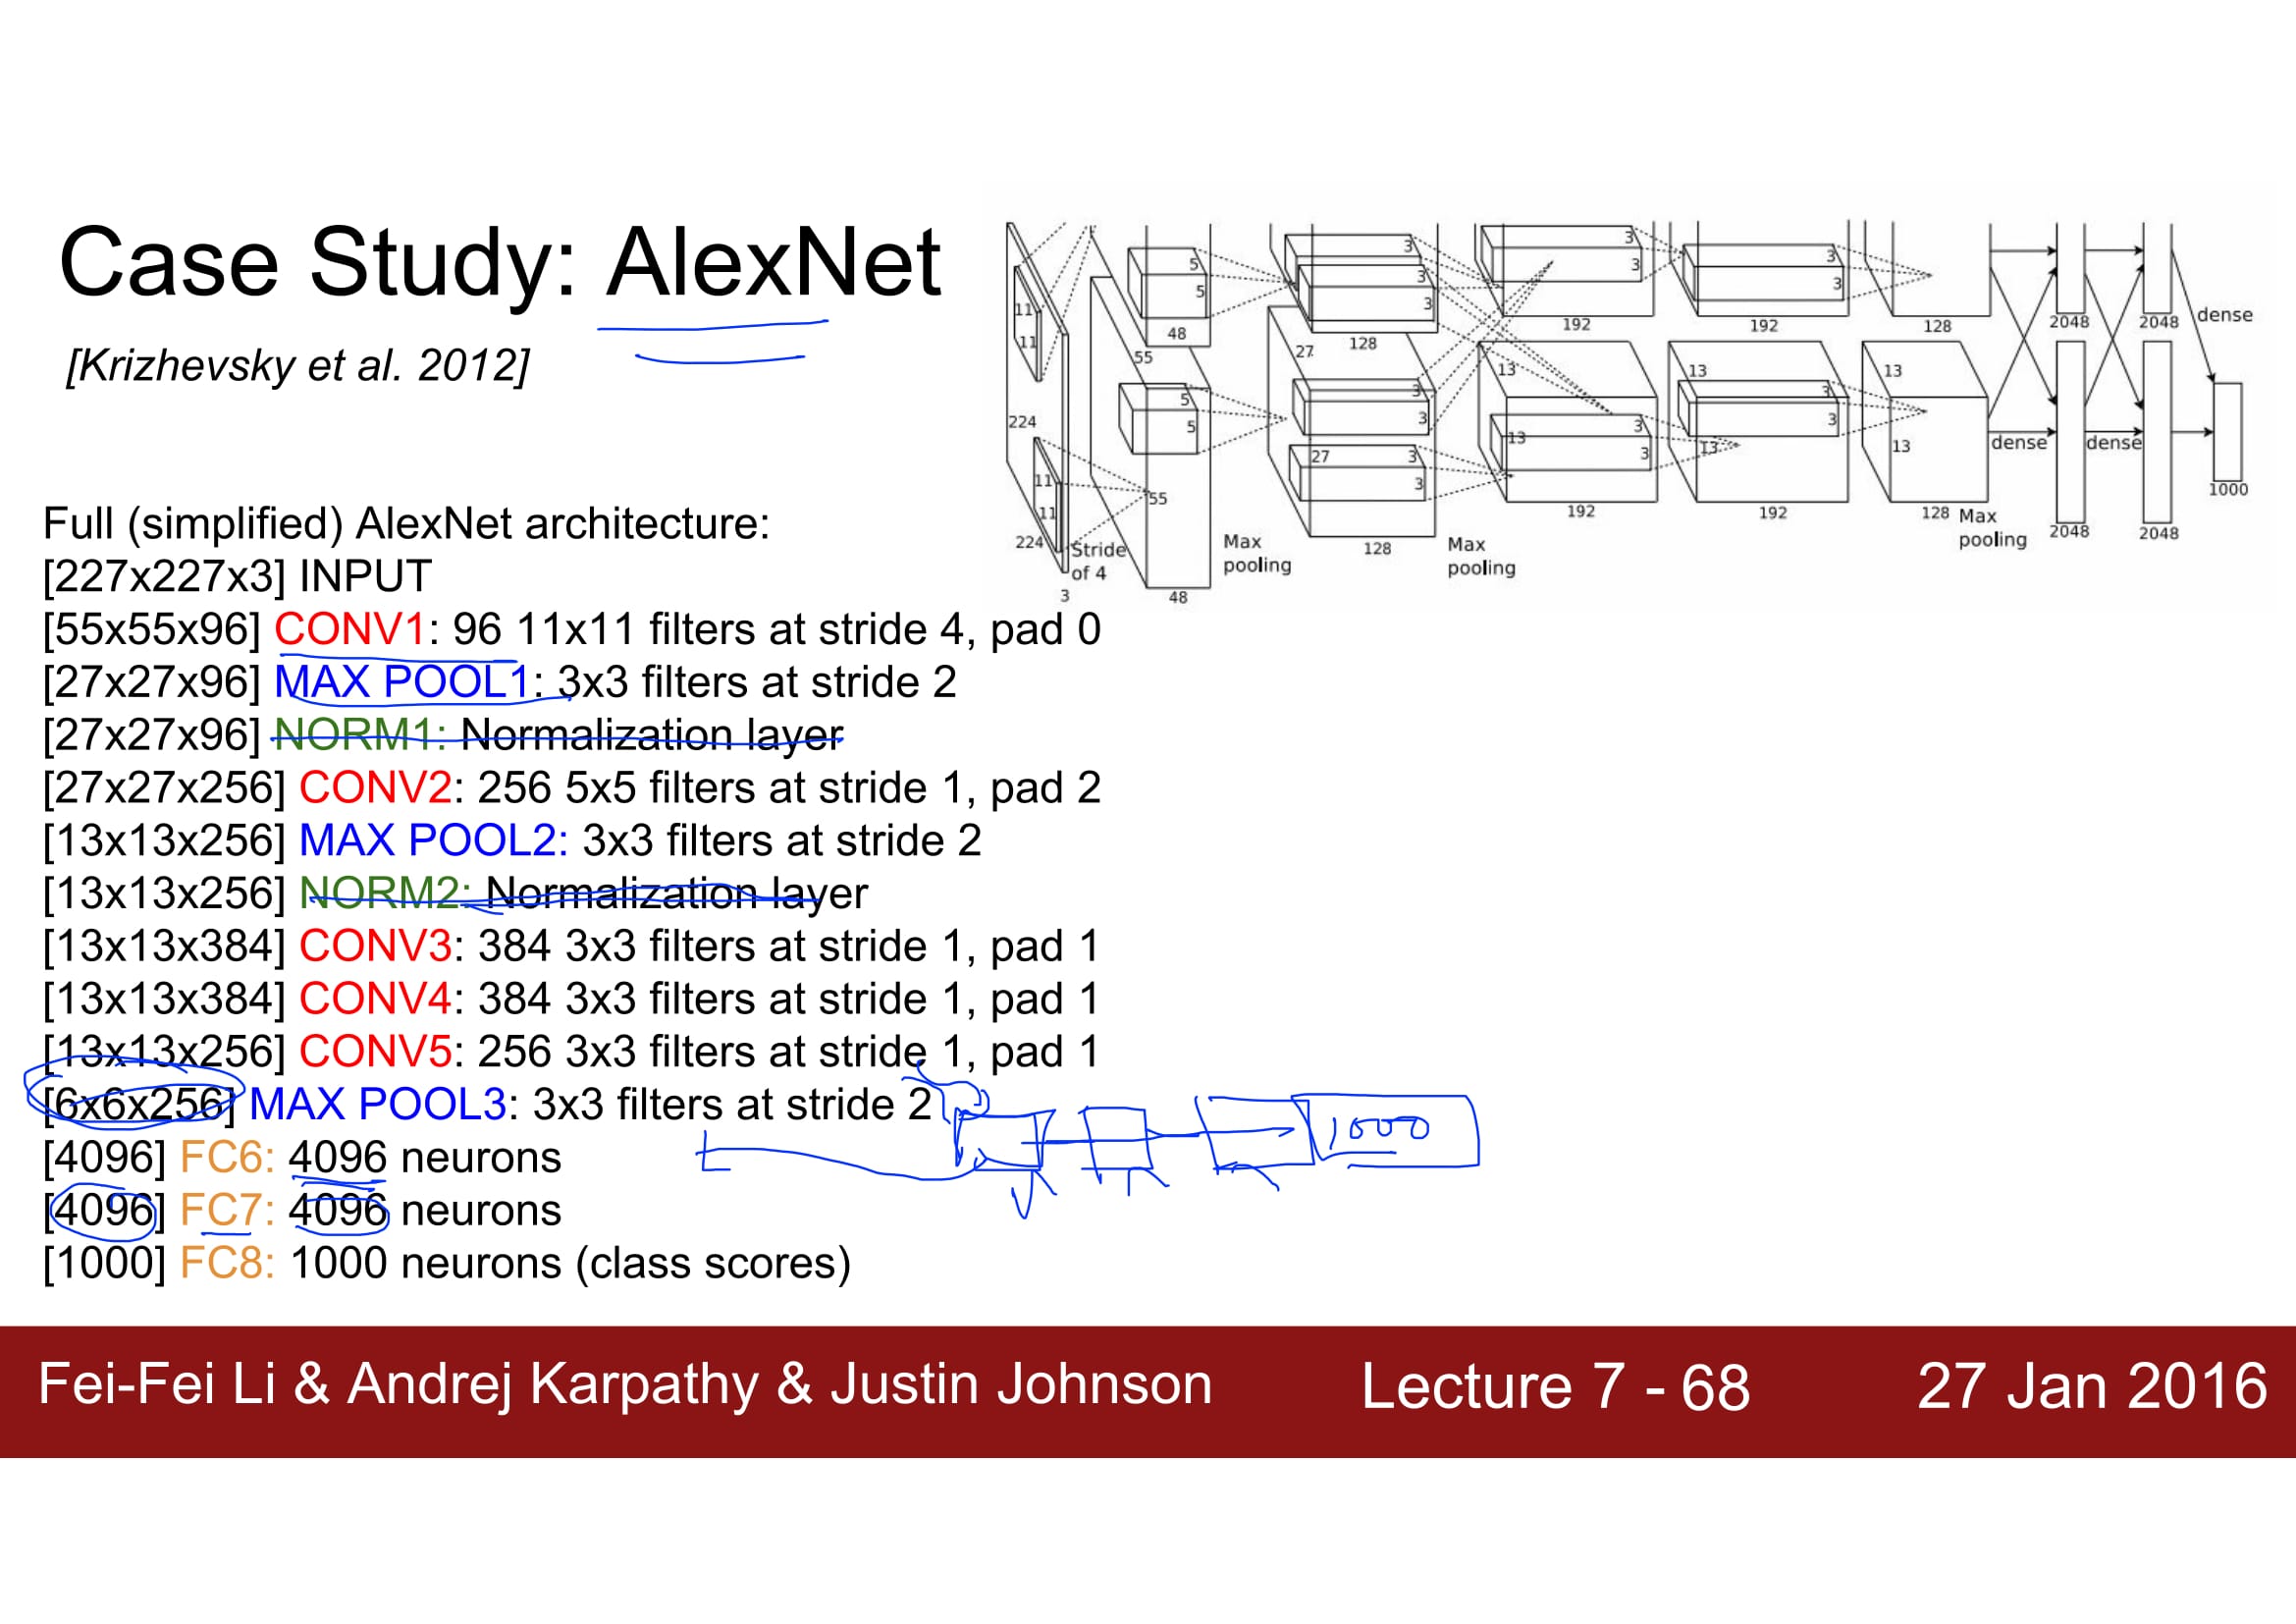 Case Study: AlexNet
[Krizhevsky et al. 2012]
11
11
224
11
11
224
3
Stride
of 4
5
5
48
55
5
5
55
48
Max
pooling
3
3
3
128
27
3
3
27
3
3
128
Max
pooling
3
3
192
13
3
13
3
192
3
3
192
13
3
3
13
192
128
13
13
128
Max
pooling
dense
2048
2048
dense
2048
2048
dense
1000
Full (simplified) AlexNet architecture:
[227x227x3] INPUT
[55x55x96] CONV1: 96 11x11 filters at stride 4, pad 0
[27x27x96] MAX POOL1: 3x3 filters at stride 2
[27x27x96] NORM1: Normalization layer
[27x27x256] CONV2: 256 5x5 filters at stride 1, pad 2
[13x13x256] MAX POOL2: 3x3 filters at stride 2
[13x13x256] NORM2: Normalization layer
[13x13x384] CONV3: 384 3x3 filters at stride 1, pad 1
[13x13x384] CONV4: 384 3x3 filters at stride 1, pad 1
[13x13x256] CONV5: 256 3x3 filters at stride 1, pad 1
[6x6x256] MAX POOL3: 3x3 filters at stride 2
1000
[4096] FC6: 4096 neurons
[4096] FC7: 4096 neurons
[1000] FC8: 1000 neurons (class scores)
Fei-Fei Li & Andrej Karpathy & Justin Johnson
Lecture 7 - 68
27 Jan 2016